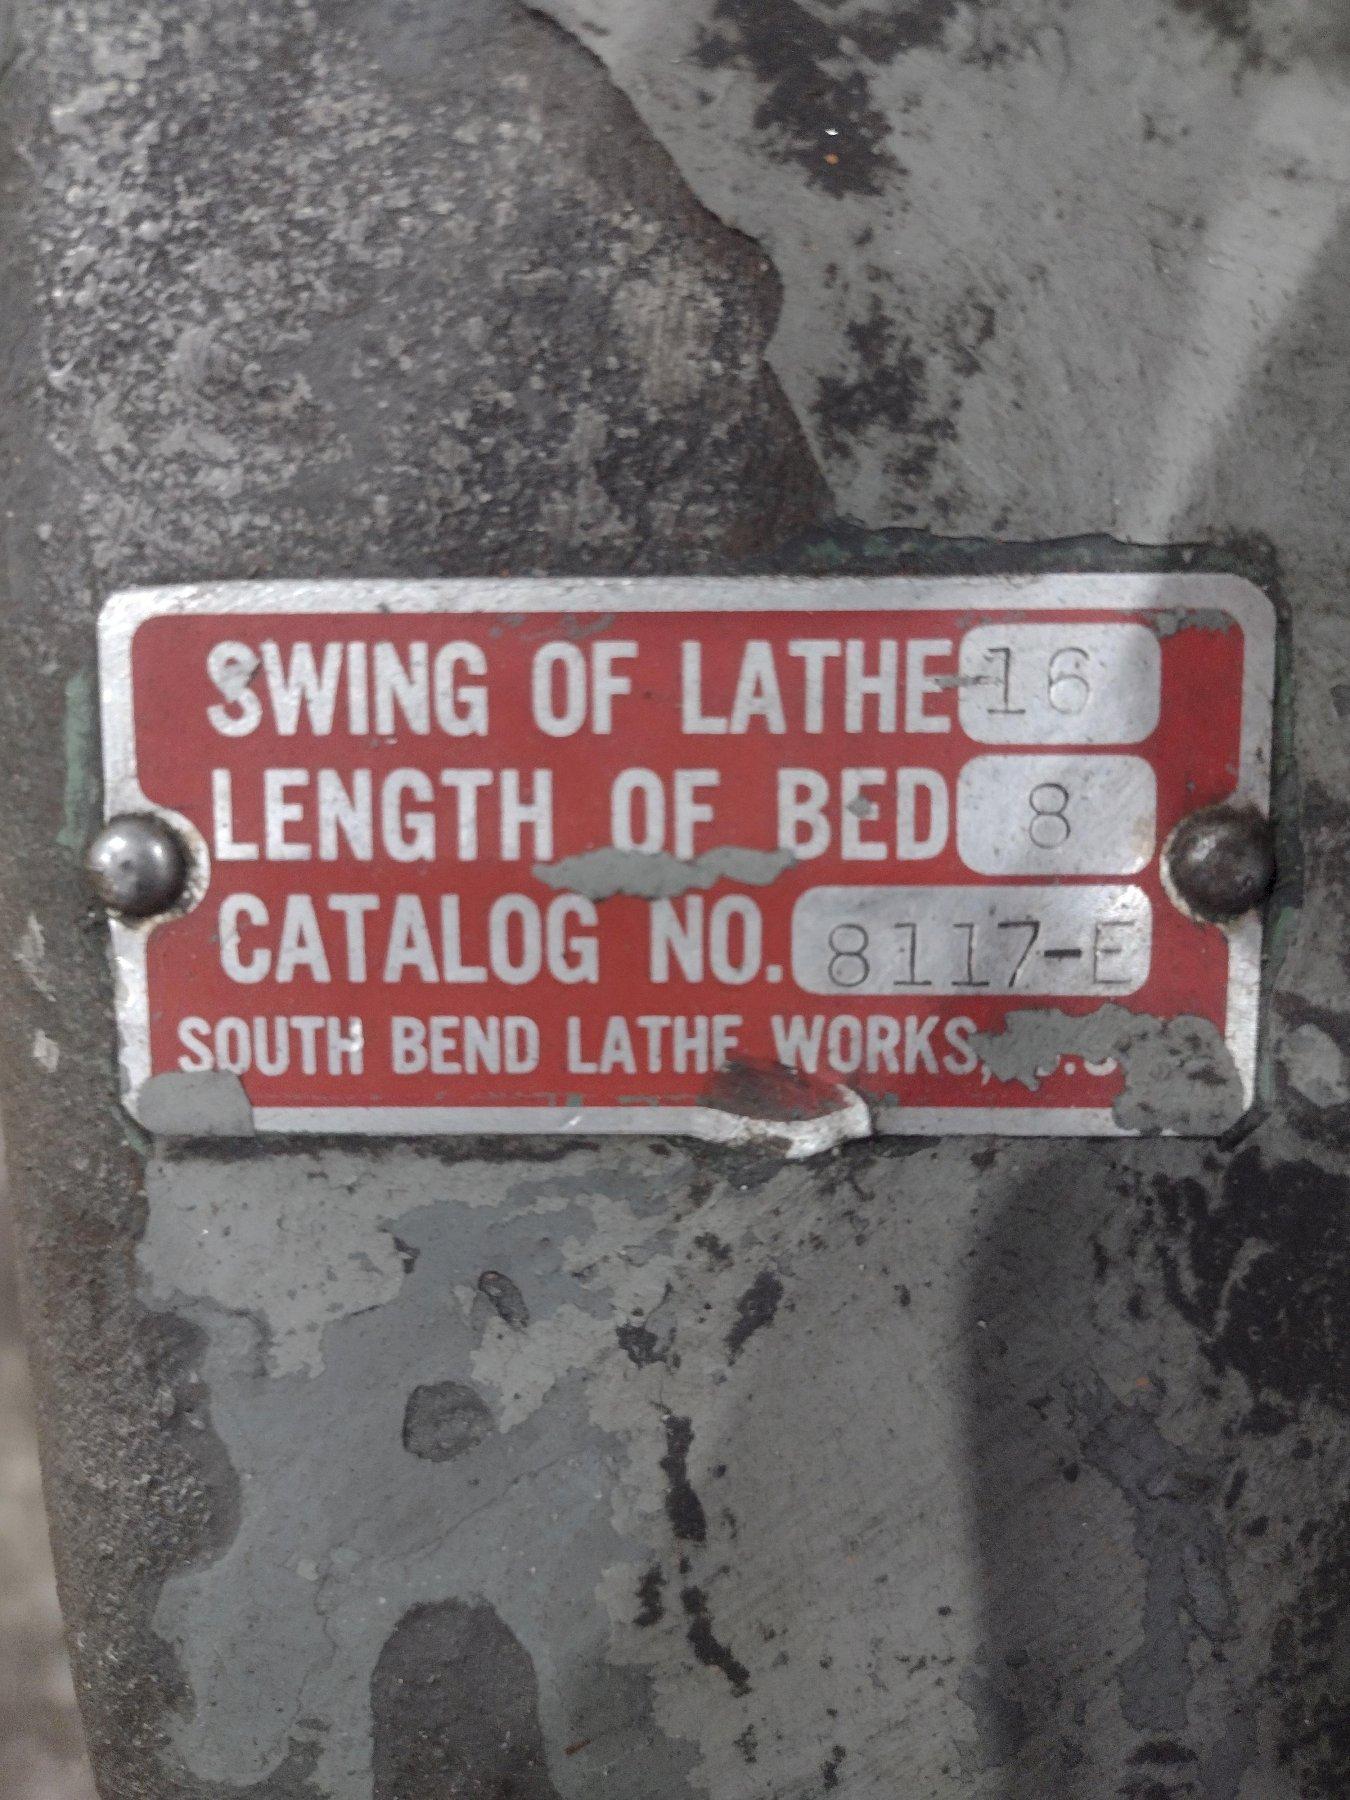 SWING OF LATHE 16
LENGTH OF BED 8
CATALOG NO. 8117-E
SOUTH BEND LATHE WORKS,